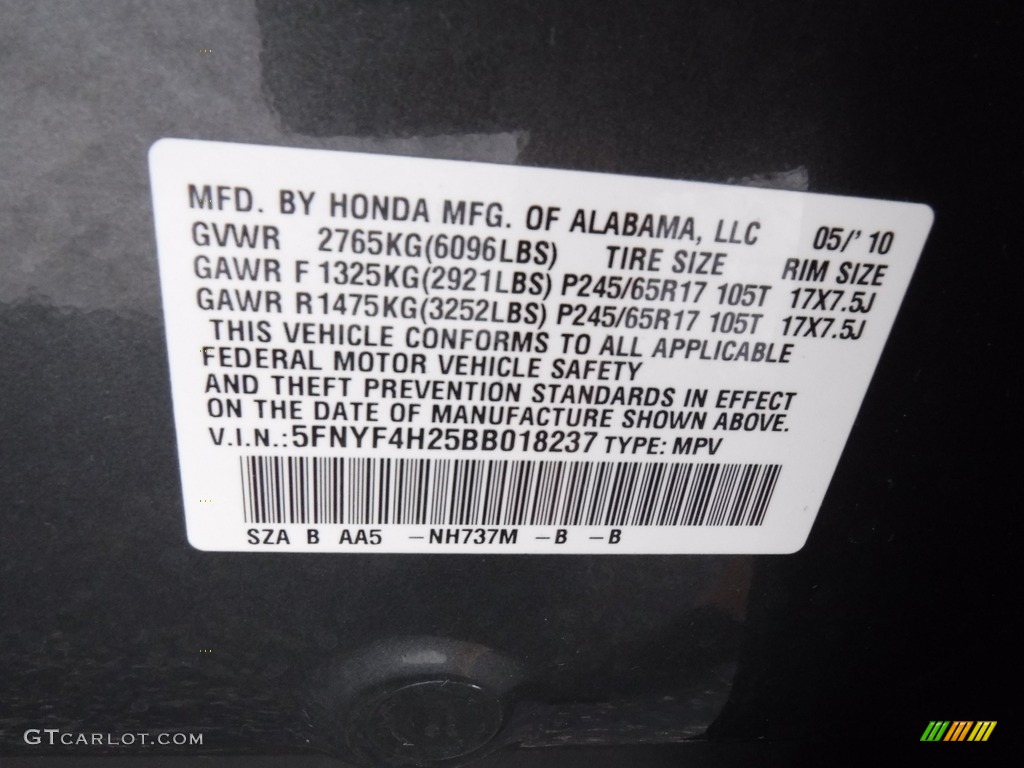 MFD. BY HONDA MFG. OF ALABAMA, LLC 05/' 10
GVWR 2765KG(6096LBS) TIRE SIZE RIM SIZE
GAWR F 1325KG(2921LBS) P245/65R17 105T 17X7.5J
GAWR R1475KG(3252LBS) P245/65R17 105T 17X7.5J
THIS VEHICLE CONFORMS TO ALL APPLICABLE
FEDERAL MOTOR VEHICLE SAFETY
AND THEFT PREVENTION STANDARDS IN EFFECT
ON THE DATE OF MANUFACTURE SHOWN ABOVE.
V.I.N.:5FNYF4H25BB018237 TYPE: MPV
SZA B AA5 –NH737M –B –B
GTCARLOT.COM